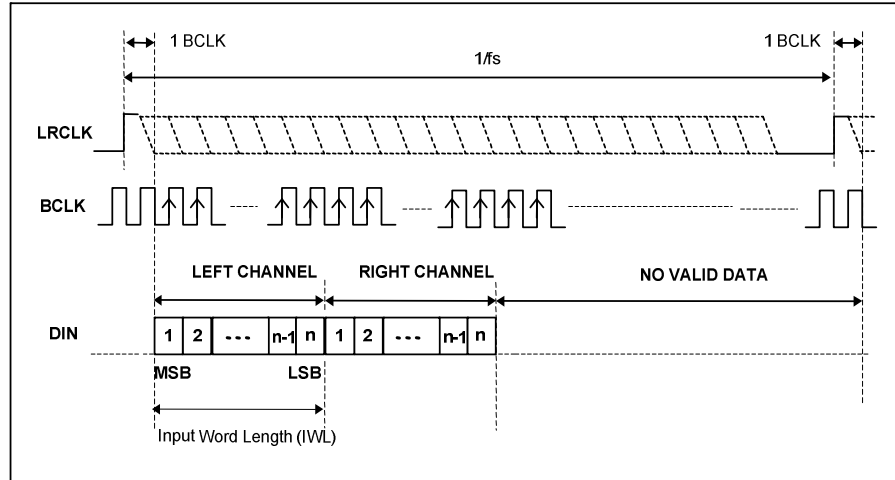 1 BCLK
1 BCLK
1/fs
LRCLK
BCLK
LEFT CHANNEL
RIGHT CHANNEL
NO VALID DATA
DIN
1 2 --- n-1 n 1 2 --- n-1 n
MSB
LSB
Input Word Length (IWL)